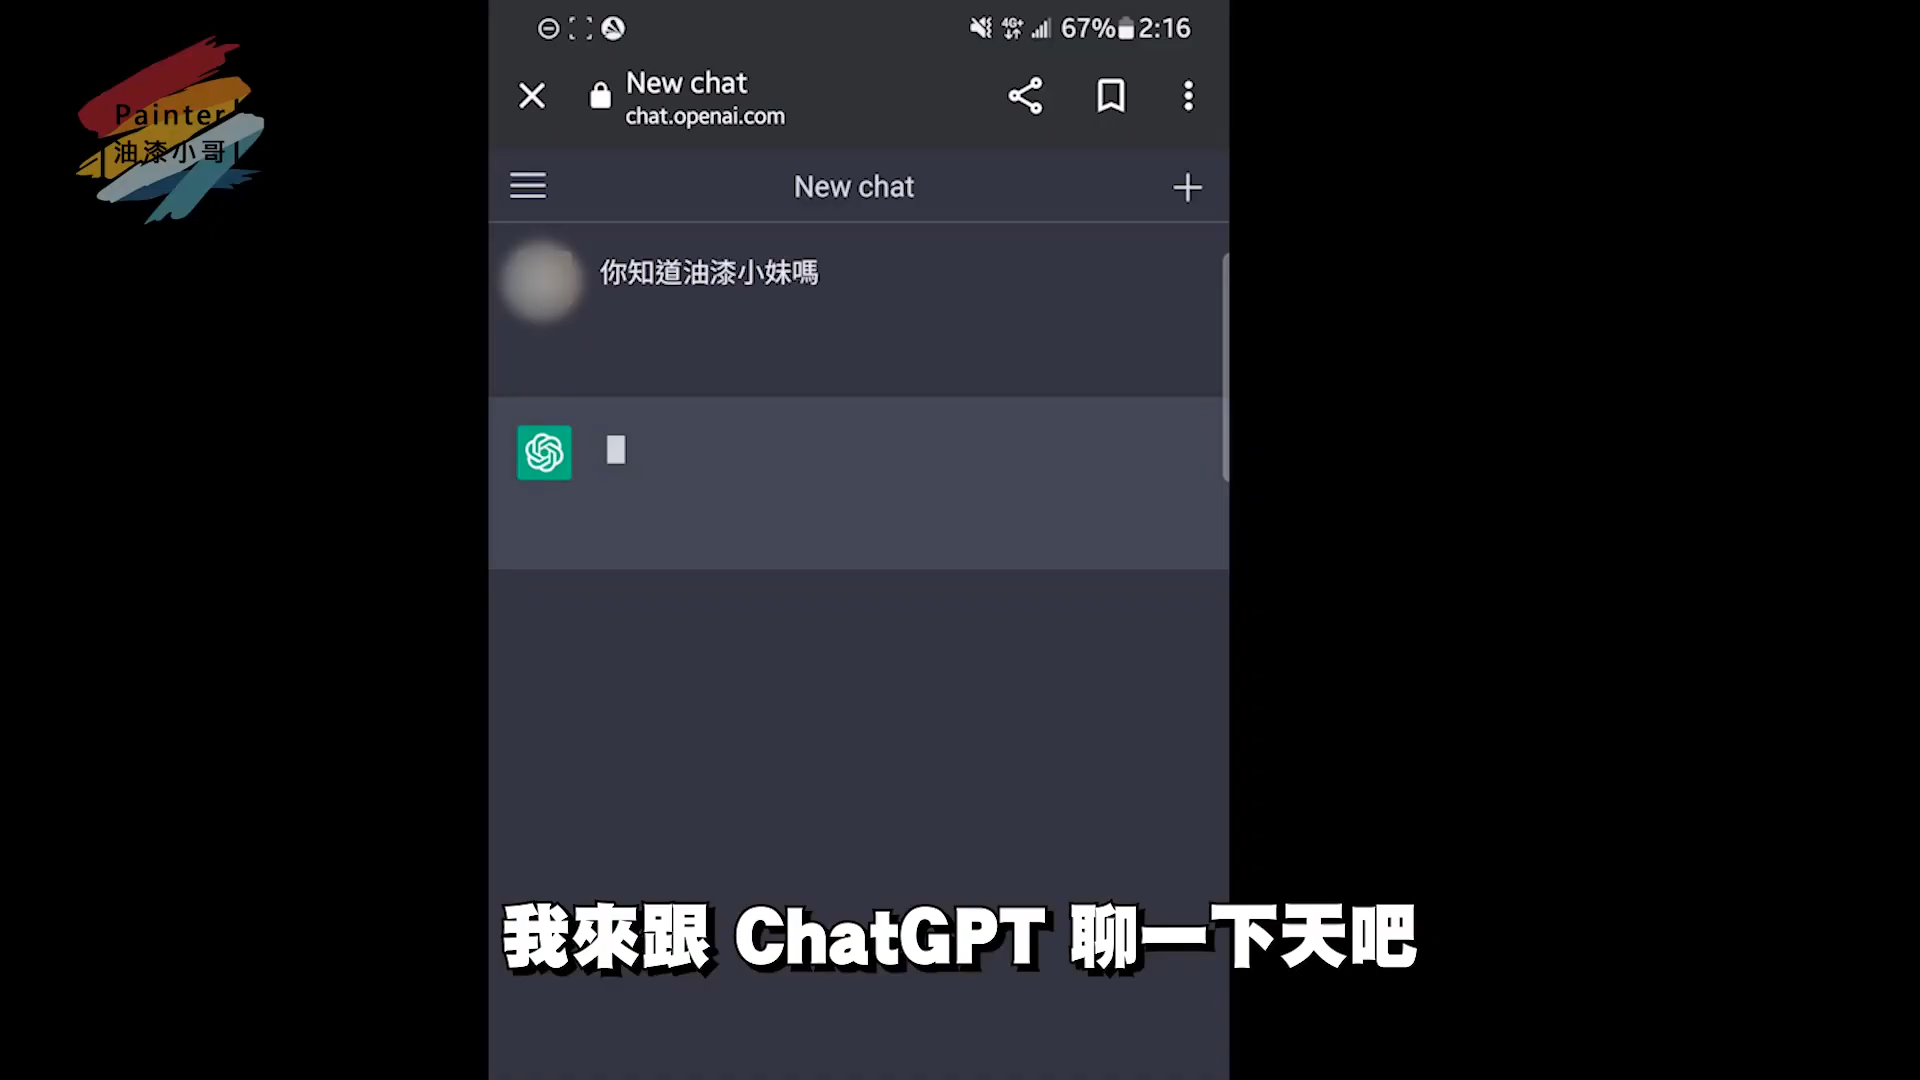 Painter
油漆小哥
4G+
67%
2:16
New chat
chat.openai.com
New chat
你知道油漆小妹嗎
我來跟 ChatGPT 聊一下天吧